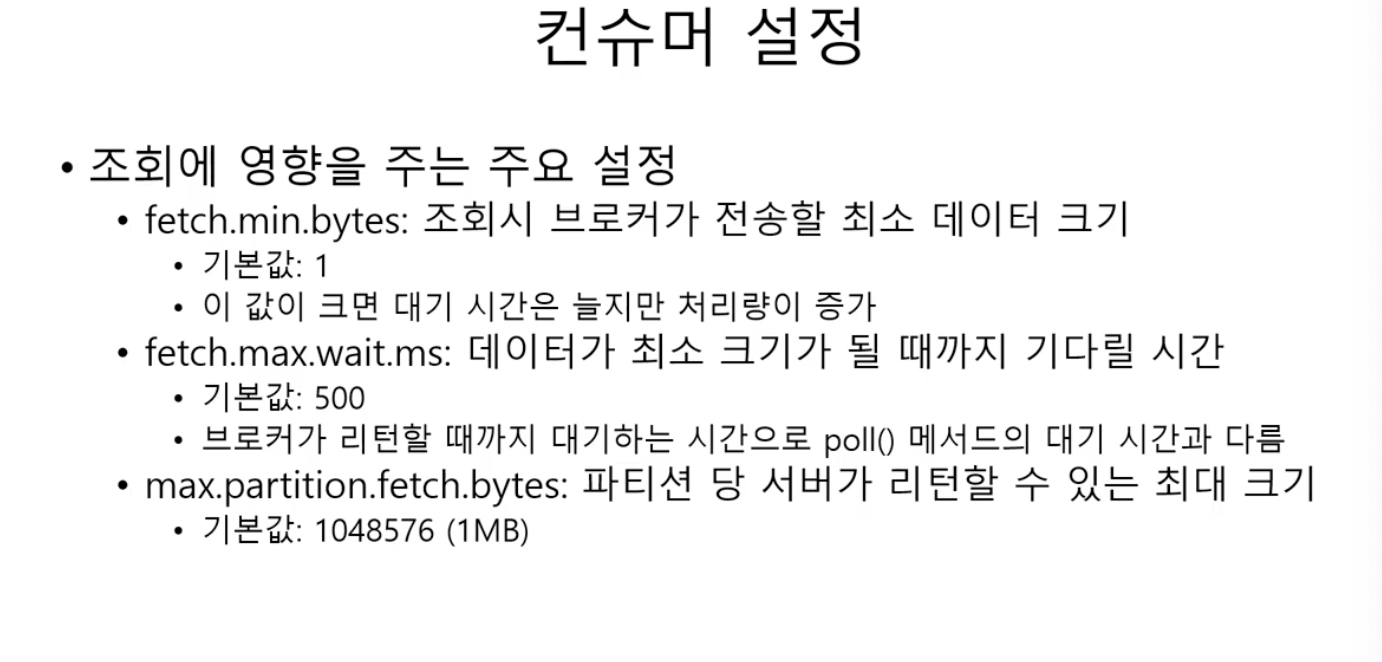 컨슈머 설정
• 조회에 영향을 주는 주요 설정
• fetch.min.bytes: 조회시 브로커가 전송할 최소 데이터 크기
• 기본값: 1
• 이 값이 크면 대기 시간은 늘지만 처리량이 증가
• fetch.max.wait.ms: 데이터가 최소 크기가 될 때까지 기다릴 시간
• 기본값: 500
• 브로커가 리턴할 때까지 대기하는 시간으로 poll() 메서드의 대기 시간과 다름
• max.partition.fetch.bytes: 파티션 당 서버가 리턴할 수 있는 최대 크기
• 기본값: 1048576 (1MB)